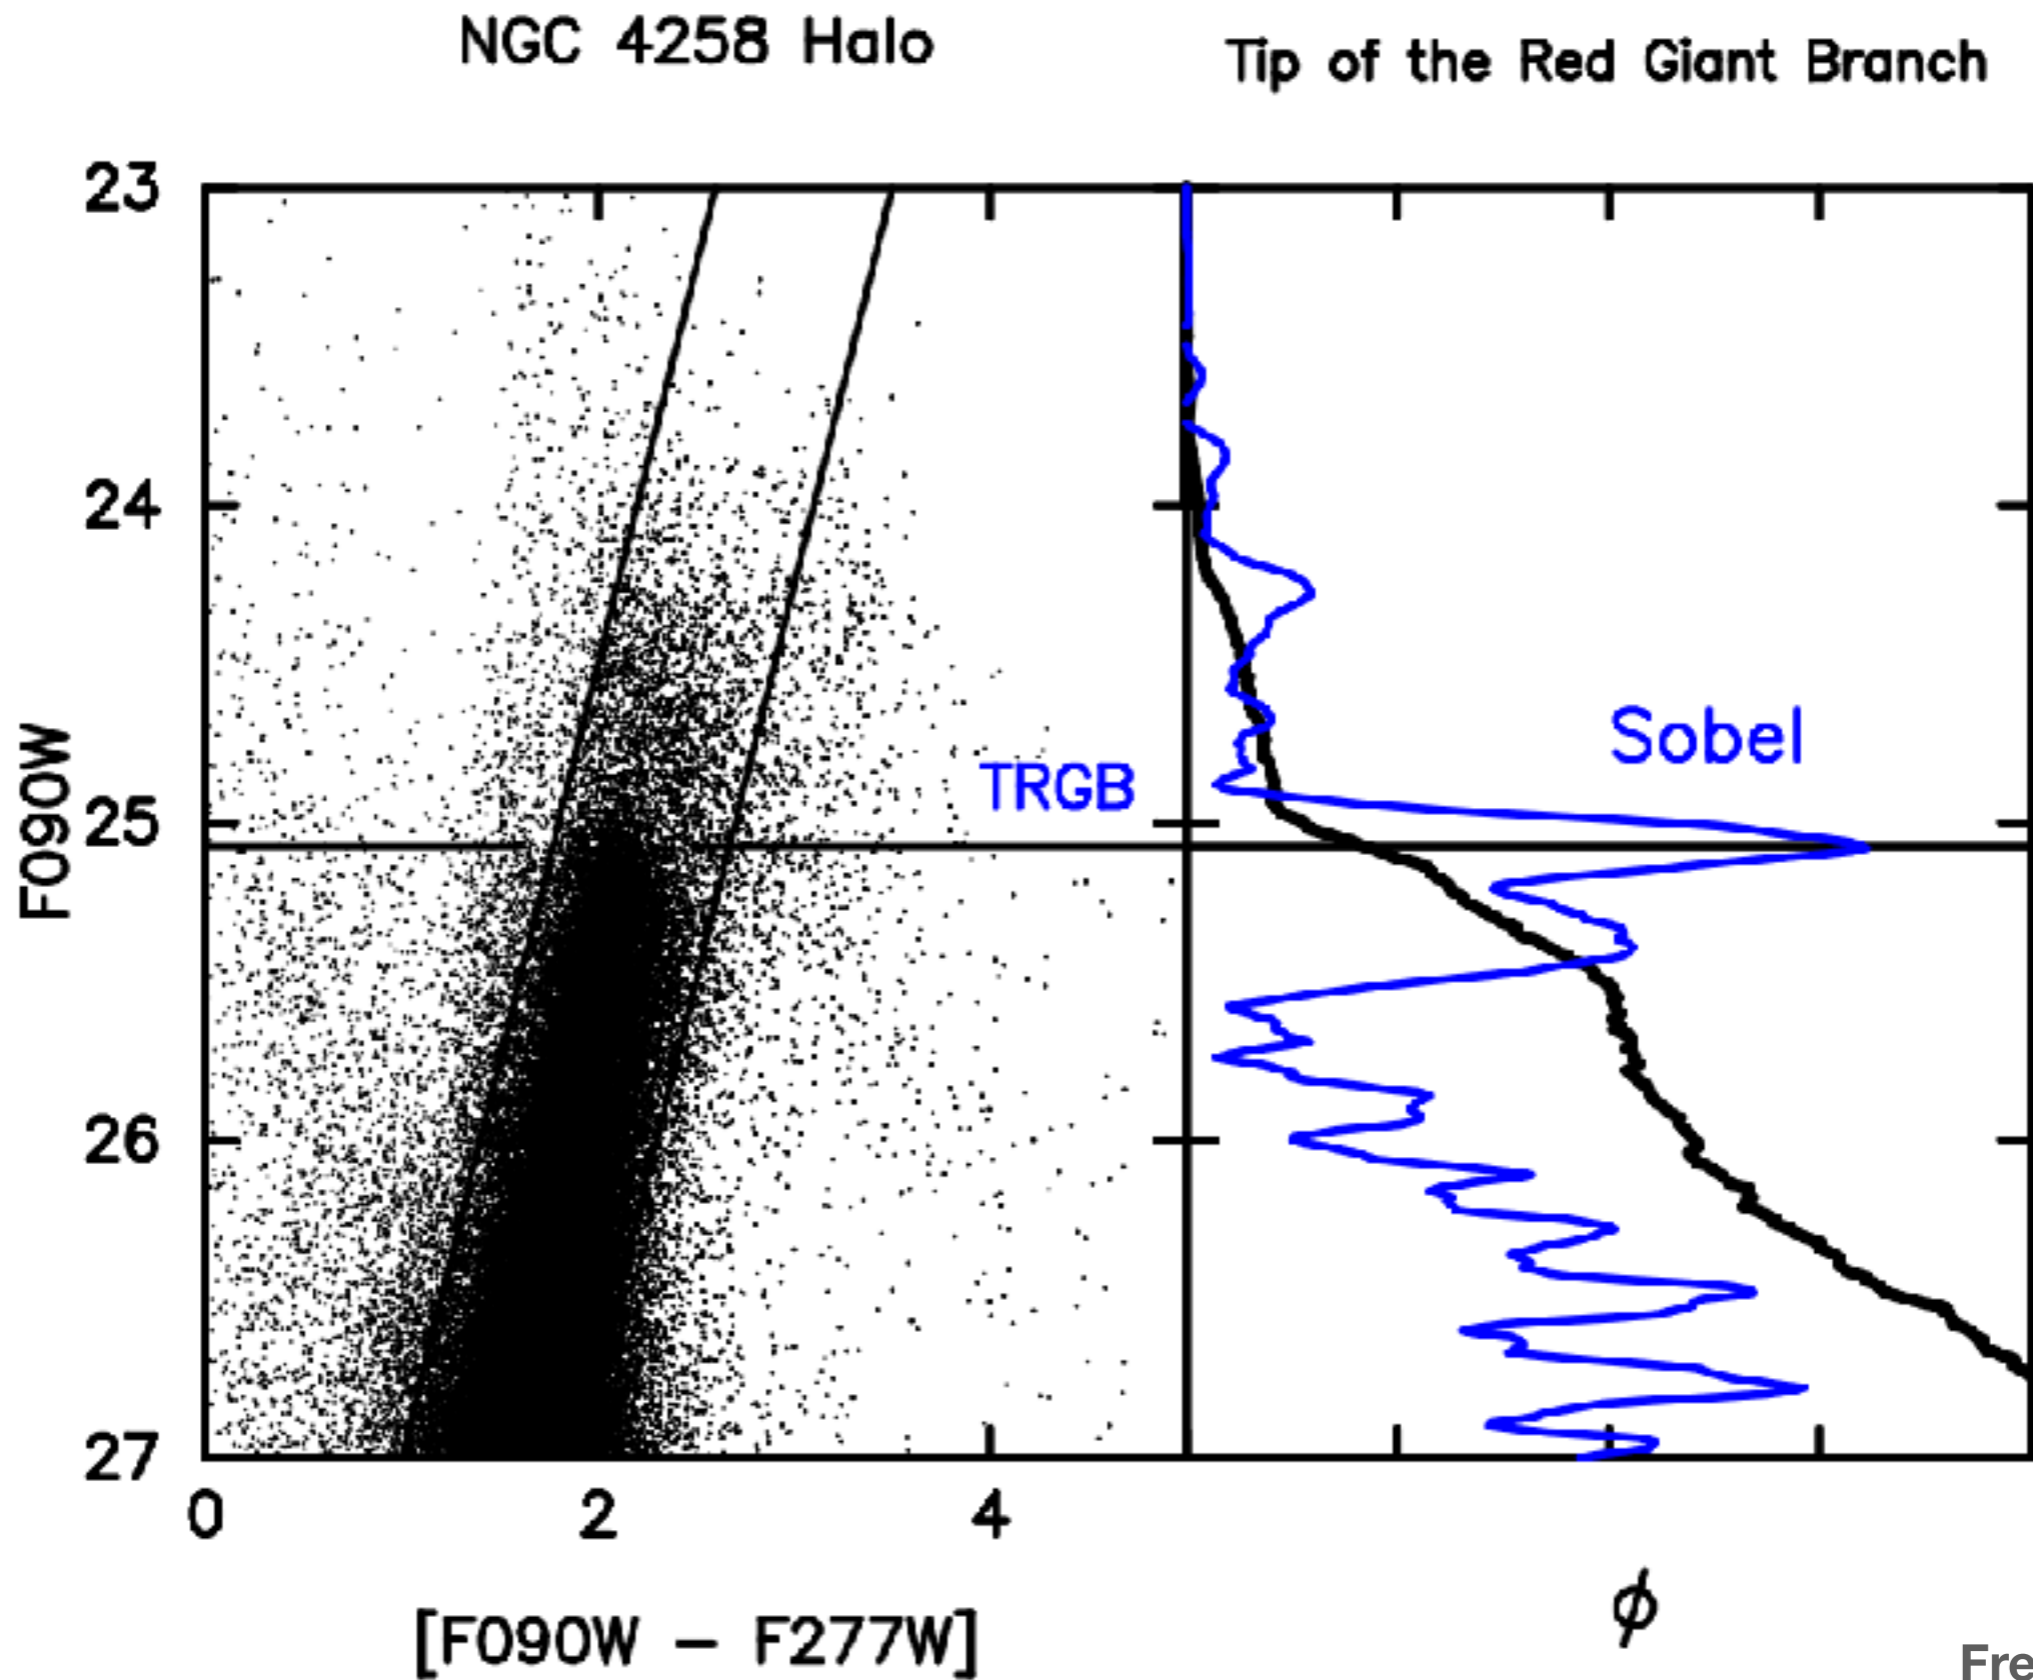 NGC 4258 Halo
Tip of the Red Giant Branch
23
24
25
26
27
F090W
TRGB
Sobel
0 2 4
[F090W − F277W]
ϕ
Fre